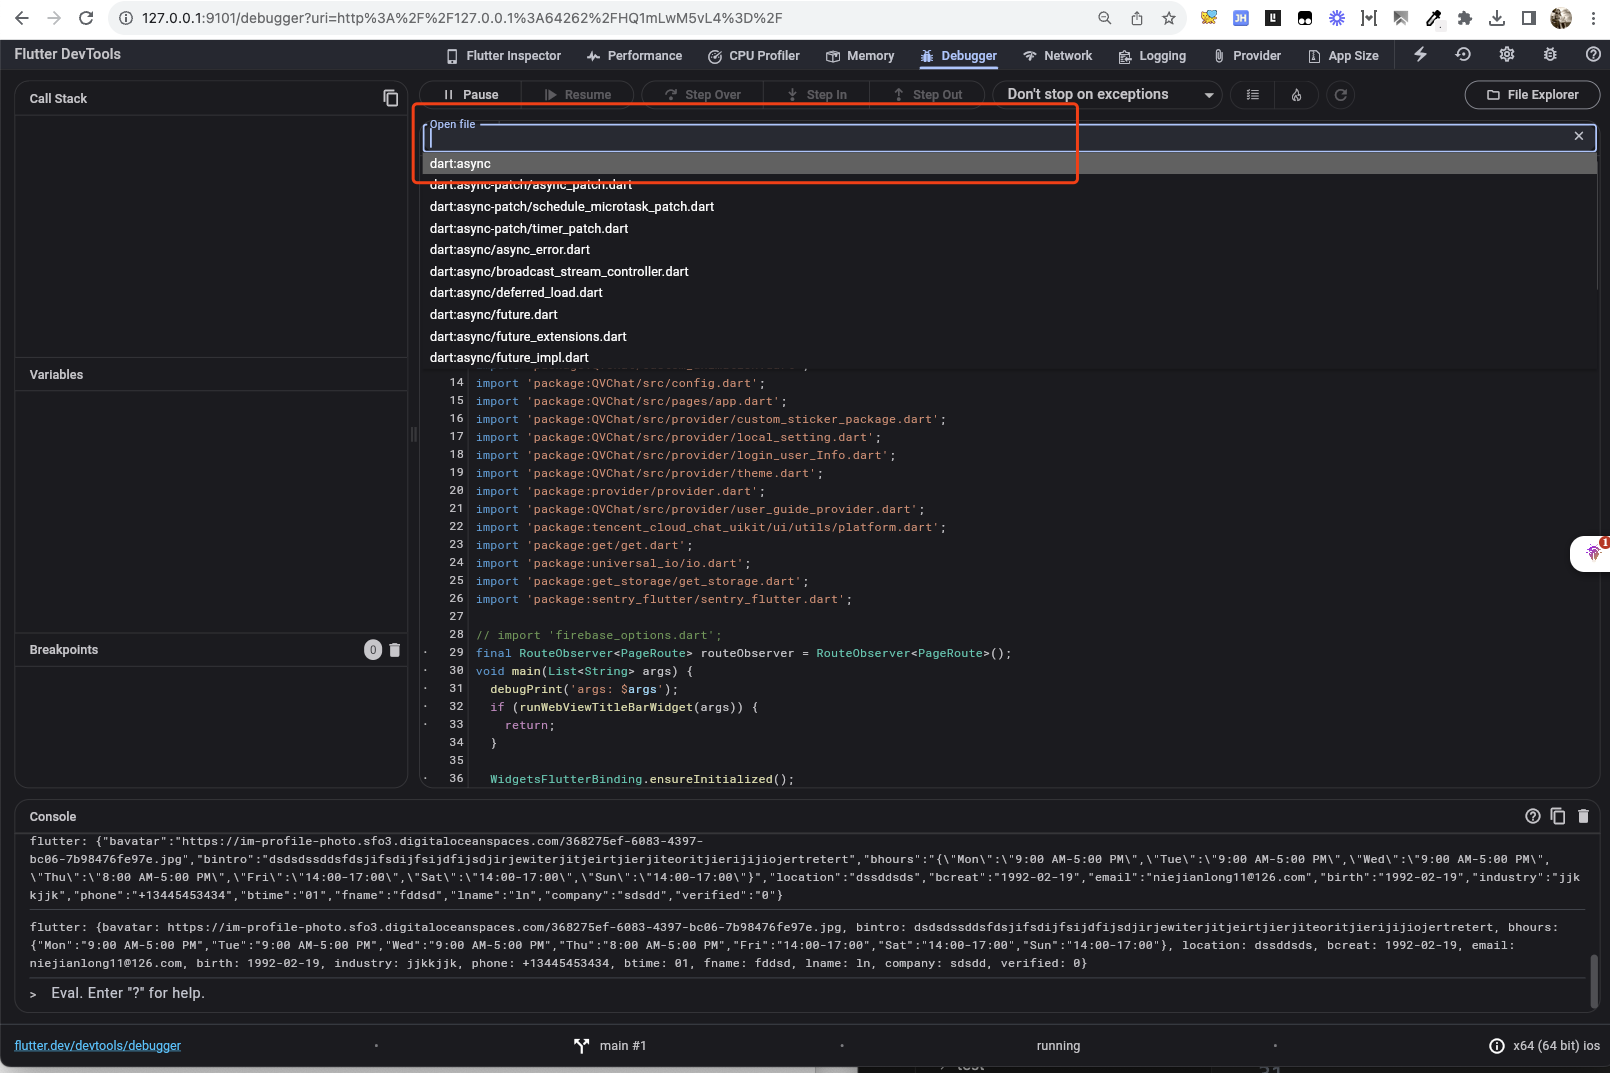 127.0.0.1:9101/debugger?uri=http%3A%2F%2F127.0.0.1%3A64262%2FHQ1mLwM5vL4%3D%2F
Flutter DevTools
Flutter Inspector
Performance
CPU Profiler
Memory
Debugger
Network
Logging
Provider
App Size
Call Stack
Pause
Resume
Step Over
Step In
Step Out
Don't stop on exceptions
File Explorer
Open file
dart:async
dart:async-patch/async_patch.dart
dart:async-patch/schedule_microtask_patch.dart
dart:async-patch/timer_patch.dart
dart:async/async_error.dart
dart:async/broadcast_stream_controller.dart
dart:async/deferred_load.dart
dart:async/future.dart
dart:async/future_extensions.dart
dart:async/future_impl.dart
Variables
Breakpoints
0
14 import 'package:QVChat/src/config.dart';
15 import 'package:QVChat/src/pages/app.dart';
16 import 'package:QVChat/src/provider/custom_sticker_package.dart';
17 import 'package:QVChat/src/provider/local_setting.dart';
18 import 'package:QVChat/src/provider/login_user_Info.dart';
19 import 'package:QVChat/src/provider/theme.dart';
20 import 'package:provider/provider.dart';
21 import 'package:QVChat/src/provider/user_guide_provider.dart';
22 import 'package:tencent_cloud_chat_uikit/ui/utils/platform.dart';
23 import 'package:get/get.dart';
24 import 'package:universal_io/io.dart';
25 import 'package:get_storage/get_storage.dart';
26 import 'package:sentry_flutter/sentry_flutter.dart';
27
28 // import 'firebase_options.dart';
29 final RouteObserver<PageRoute> routeObserver = RouteObserver<PageRoute>();
30 void main(List<String> args) {
31 debugPrint('args: $args');
32 if (runWebViewTitleBarWidget(args)) {
33 return;
34 }
35
36 WidgetsFlutterBinding.ensureInitialized();
1
Console
flutter: {"bavatar":"https://im-profile-photo.sfo3.digitaloceanspaces.com/368275ef-6083-4397-
bc06-7b98476fe97e.jpg","bintro":"dsdsdssddsfdsjifsdijfsijdfijsdjirjewiterjitjeirtjierjiteoritjierijijiojertretert","bhours":"{\"Mon\":\"9:00 AM-5:00 PM\",\"Tue\":\"9:00 AM-5:00 PM\",\"Wed\":\"9:00 AM-5:00 PM\",
\"Thu\":\"8:00 AM-5:00 PM\",\"Fri\":\"14:00-17:00\",\"Sat\":\"14:00-17:00\",\"Sun\":\"14:00-17:00\"}","location":"dssddsds","bcreat":"1992-02-19","email":"niejianlong11@126.com","birth":"1992-02-19","industry":"jjk
kjjk","phone":"+13445453434","btime":"01","fname":"fddsd","lname":"ln","company":"sdsdd","verified":"0"}
flutter: {bavatar: https://im-profile-photo.sfo3.digitaloceanspaces.com/368275ef-6083-4397-bc06-7b98476fe97e.jpg, bintro: dsdsdssddsfdsjifsdijfsijdfijsdjirjewiterjitjeirtjierjiteoritjierijijiojertretert, bhours:
{"Mon":"9:00 AM-5:00 PM","Tue":"9:00 AM-5:00 PM","Wed":"9:00 AM-5:00 PM","Thu":"8:00 AM-5:00 PM","Fri":"14:00-17:00","Sat":"14:00-17:00","Sun":"14:00-17:00"}, location: dssddsds, bcreat: 1992-02-19, email:
niejianlong11@126.com, birth: 1992-02-19, industry: jjkkjjk, phone: +13445453434, btime: 01, fname: fddsd, lname: ln, company: sdsdd, verified: 0}
> Eval. Enter "?" for help.
flutter.dev/devtools/debugger
main #1
running
x64 (64 bit) ios